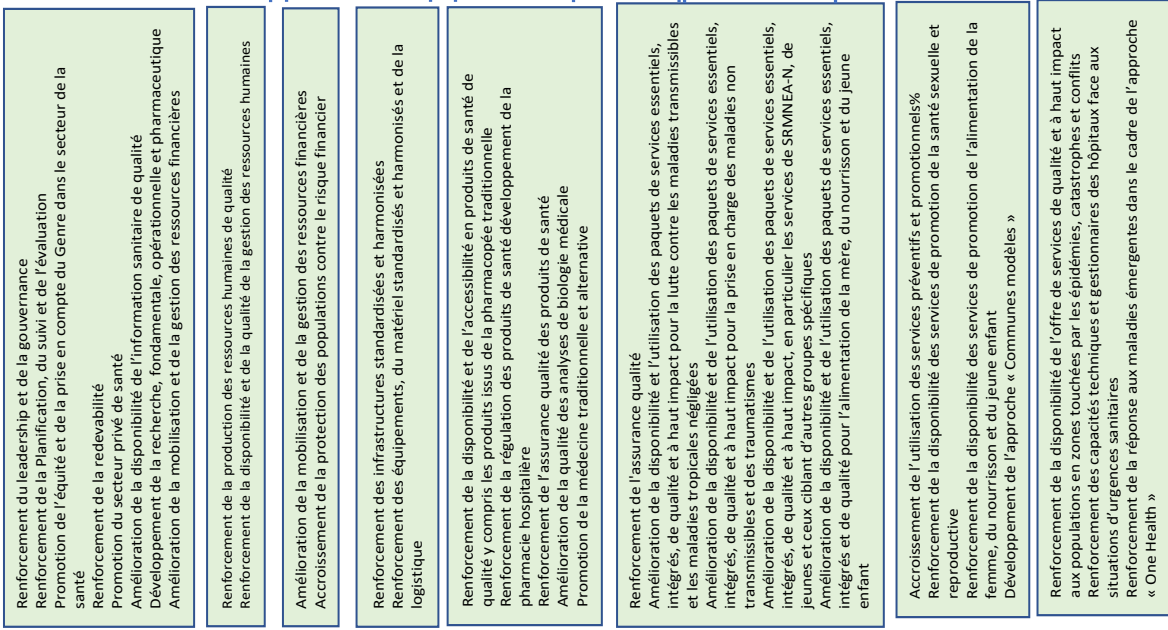 Renforcement du leadership et de la gouvernance
Renforcement de la Planification, du suivi et de l'évaluation
Promotion de l'équité et de la prise en compte du Genre dans le secteur de la
santé
Renforcement de la redevabilité
Promotion du secteur privé de santé
Amélioration de la disponibilité de l'information sanitaire de qualité
Développement de la recherche, fondamentale, opérationnelle et pharmaceutique
Amélioration de la mobilisation et de la gestion des ressources financières
Renforcement de la production des ressources humaines de qualité
Renforcement de la disponibilité et de la qualité de la gestion des ressources humaines
Amélioration de la mobilisation et de la gestion des ressources financières
Accroissement de la protection des populations contre le risque financier
Renforcement des infrastructures standardisées et harmonisées
Renforcement des équipements, du matériel standardisés et harmonisés et de la
logistique
Renforcement de la disponibilité et de l'accessibilité en produits de santé de
qualité y compris les produits issus de la pharmacopée traditionnelle
Renforcement de la régulation des produits de santé développement de la
pharmacie hospitalière
Renforcement de l'assurance qualité des produits de santé
Amélioration de la qualité des analyses de biologie médicale
Promotion de la médecine traditionnelle et alternative
Renforcement de l'assurance qualité
Amélioration de la disponibilité et l'utilisation des paquets de services essentiels,
intégrés, de qualité et à haut impact pour la lutte contre les maladies transmissibles
et les maladies tropicales négligées
Amélioration de la disponibilité et de l'utilisation des paquets de services essentiels,
intégrés, de qualité et à haut impact pour la prise en charge des maladies non
transmissibles et des traumatismes
Amélioration de la disponibilité et de l'utilisation des paquets de services essentiels,
intégrés, de qualité et à haut impact, en particulier les services de SRMNEA-N, de
jeunes et ceux ciblant d'autres groupes spécifiques
Amélioration de la disponibilité et de l'utilisation des paquets de services essentiels,
intégrés et de qualité pour l'alimentation de la mère, du nourrisson et du jeune
enfant
Accroissement de l'utilisation des services préventifs et promotionnels%
Renforcement de la disponibilité des services de promotion de la santé sexuelle et
reproductive
Renforcement de la disponibilité des services de promotion de l'alimentation de la
femme, du nourrisson et du jeune enfant
Développement de l'approche « Communes modèles »
Renforcement de la disponibilité de l'offre de services de qualité et à haut impact
aux populations en zones touchées par les épidémies, catastrophes et conflits
Renforcement des capacités techniques et gestionnaires des hôpitaux face aux
situations d'urgences sanitaires
Renforcement de la réponse aux maladies émergentes dans le cadre de l'approche
« One Health »